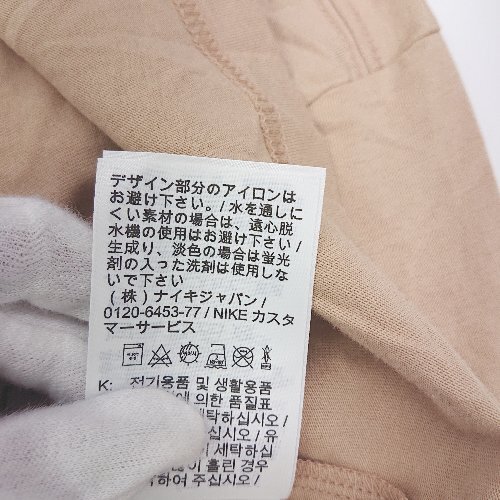 デザイン部分のアイロンは
お避け下さい。/ 水を通しに
くい素材の場合は、遠心脱
水機の使用はお避け下さい /
生成り、淡色の場合は蛍光
剤の入った洗剤は使用しな
いで下さい
(株) ナイキジャパン /
0120-6453-77 / NIKE カスタ
マーサービス
K: 전기용품 및 생활용품
에 의한 품질표
세탁하십시오 /
십시오 / 유
세탁하십
많이 흘린 경우
하여 주십시오